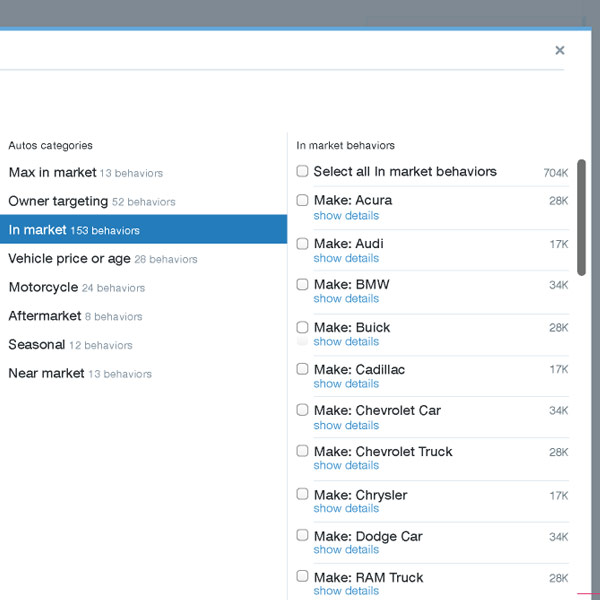 Autos categories
Max in market 13 behaviors
Owner targeting 52 behaviors
In market 153 behaviors
Vehicle price or age 28 behaviors
Motorcycle 24 behaviors
Aftermarket 8 behaviors
Seasonal 12 behaviors
Near market 13 behaviors
In market behaviors
Select all In market behaviors 704K
Make: Acura 28K
show details
Make: Audi 17K
show details
Make: BMW 34K
show details
Make: Buick 28K
show details
Make: Cadillac 17K
show details
Make: Chevrolet Car 34K
show details
Make: Chevrolet Truck 28K
show details
Make: Chrysler 17K
show details
Make: Dodge Car 34K
show details
Make: RAM Truck 28K
show details